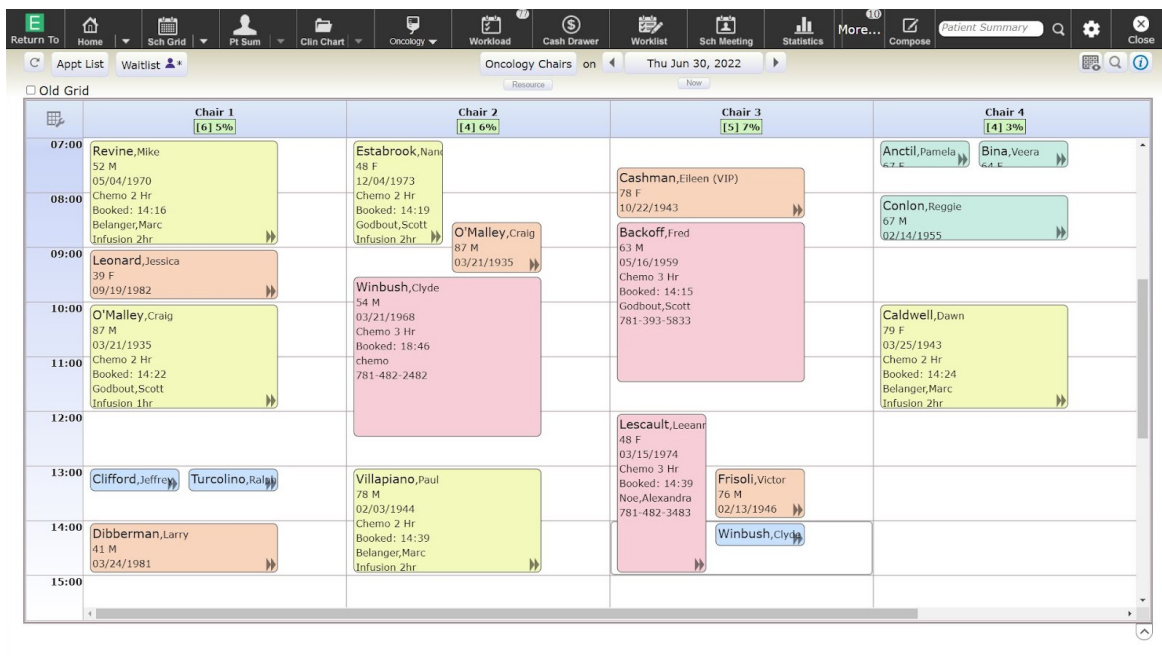 E
77
10
Return To
Home
Sch Grid
Pt Sum
Clin Chart
Oncology
Workload
Cash Drawer
Worklist
Sch Meeting
Statistics
More...
Compose
Patient Summary
Close
Appt List
Waitlist
*
Oncology Chairs on
Thu Jun 30, 2022
Resource
Now
Old Grid
Chair 1
[6] 5%
Chair 2
[4] 6%
Chair 3
[5] 7%
Chair 4
[4] 3%
07:00
08:00
09:00
10:00
11:00
12:00
13:00
14:00
15:00
Revine,Mike
52 M
05/04/1970
Chemo 2 Hr
Booked: 14:16
Belanger,Marc
Infusion 2hr
Leonard,Jessica
39 F
09/19/1982
O'Malley,Craig
87 M
03/21/1935
Chemo 2 Hr
Booked: 14:22
Godbout,Scott
Infusion 1hr
Clifford,Jeffrey
Turcolino,Ralph
Dibberman,Larry
41 M
03/24/1981
Estabrook,Nanc
48 F
12/04/1973
Chemo 2 Hr
Booked: 14:19
Godbout,Scott
Infusion 2hr
O'Malley,Craig
87 M
03/21/1935
Winbush,Clyde
54 M
03/21/1968
Chemo 3 Hr
Booked: 18:46
chemo
781-482-2482
Villapiano,Paul
78 M
02/03/1944
Chemo 2 Hr
Booked: 14:39
Belanger,Marc
Infusion 2hr
Cashman,Eileen (VIP)
78 F
10/22/1943
Backoff,Fred
63 M
05/16/1959
Chemo 3 Hr
Booked: 14:15
Godbout,Scott
781-393-5833
Lescault,Leeann
48 F
03/15/1974
Chemo 3 Hr
Booked: 14:39
Noe,Alexandra
781-482-3483
Frisoli,Victor
76 M
02/13/1946
Winbush,Clyde
Anctil,Pamela
67 F
Bina,Veera
64 F
Conlon,Reggie
67 M
02/14/1955
Caldwell,Dawn
79 F
03/25/1943
Chemo 2 Hr
Booked: 14:24
Belanger,Marc
Infusion 2hr